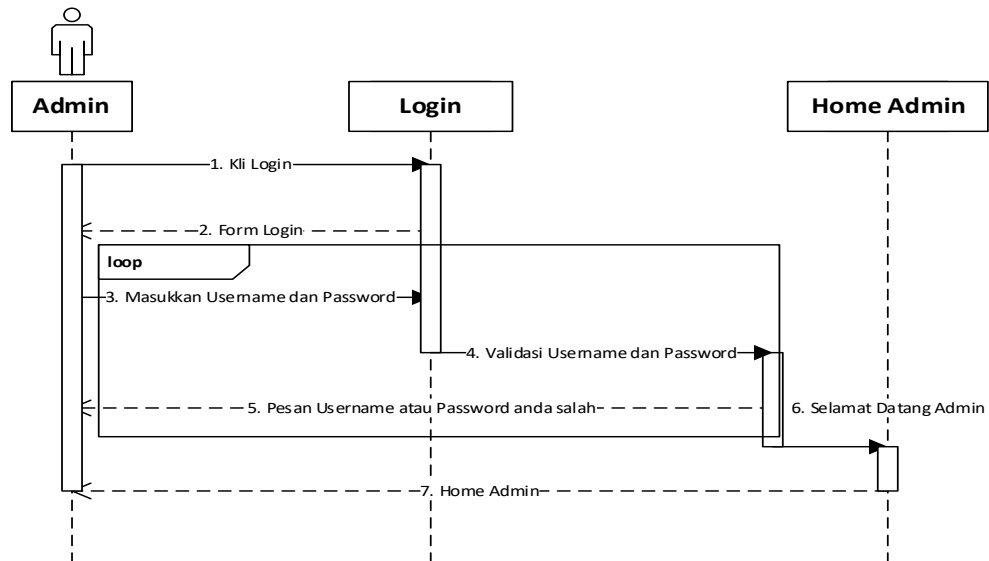 Admin
Login
Home Admin
1. Kli Login
2. Form Login
loop
3. Masukkan Username dan Password
4. Validasi Username dan Password
5. Pesan Username atau Password anda salah
6. Selamat Datang Admin
7. Home Admin